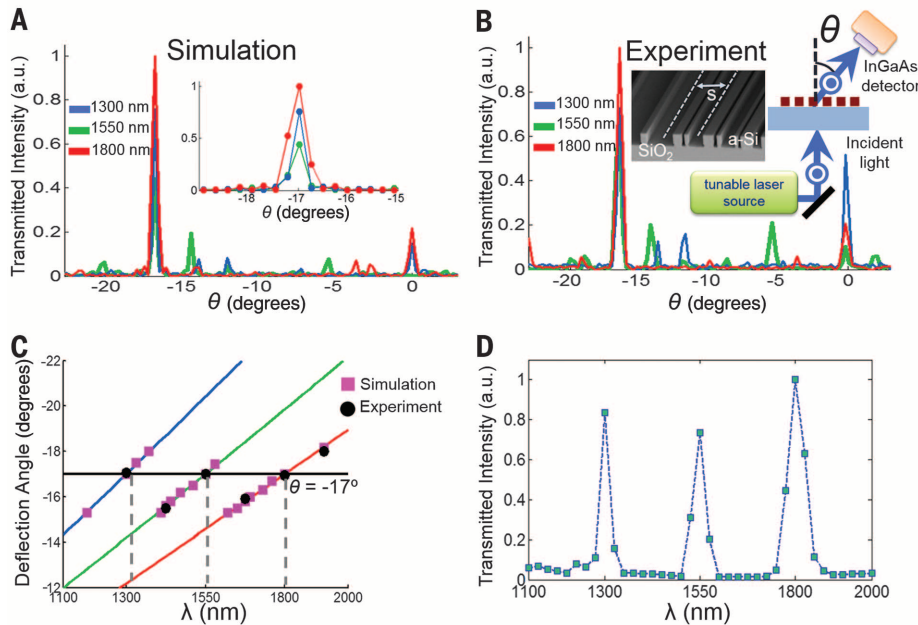 A
Simulation
Transmitted Intensity (a.u.)
1
0.8
0.6
0.4
0.2
0
1300 nm
1550 nm
1800 nm
1
0.5
0
-18
-17
-16
-15
θ (degrees)
-20
-15
-10
-5
0
θ (degrees)
B
Experiment
Transmitted Intensity (a.u.)
1
0.8
0.6
0.4
0.2
0
1300 nm
1550 nm
1800 nm
S
SiO2
a-Si
θ
InGaAs
detector
Incident
light
tunable laser
source
-20
-15
-10
-5
0
θ (degrees)
C
Deflection Angle (degrees)
-22
-20
-18
-16
-14
-12
Simulation
Experiment
θ = -17º
1100
1300
1550
1800
2000
λ (nm)
D
Transmitted Intensity (a.u.)
1
0.8
0.6
0.4
0.2
0
1100
1300
1550
1800
2000
λ (nm)